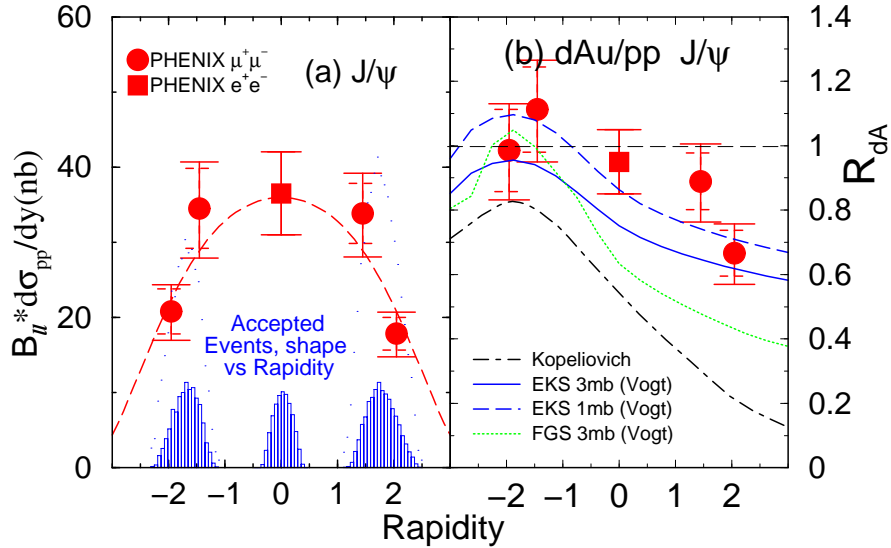 60
40
20
0
B_ll*dσ_pp/dy(nb)
PHENIX μ⁺μ⁻
PHENIX e⁺e⁻
(a) J/ψ
Accepted
Events, shape
vs Rapidity
−2 0 2
(b) dAu/pp J/ψ
Kopeliovich
EKS 3mb (Vogt)
EKS 1mb (Vogt)
FGS 3mb (Vogt)
−2 −1 0 1 2
1.4
1.2
1
0.8
0.6
0.4
0.2
0
R_dA
Rapidity